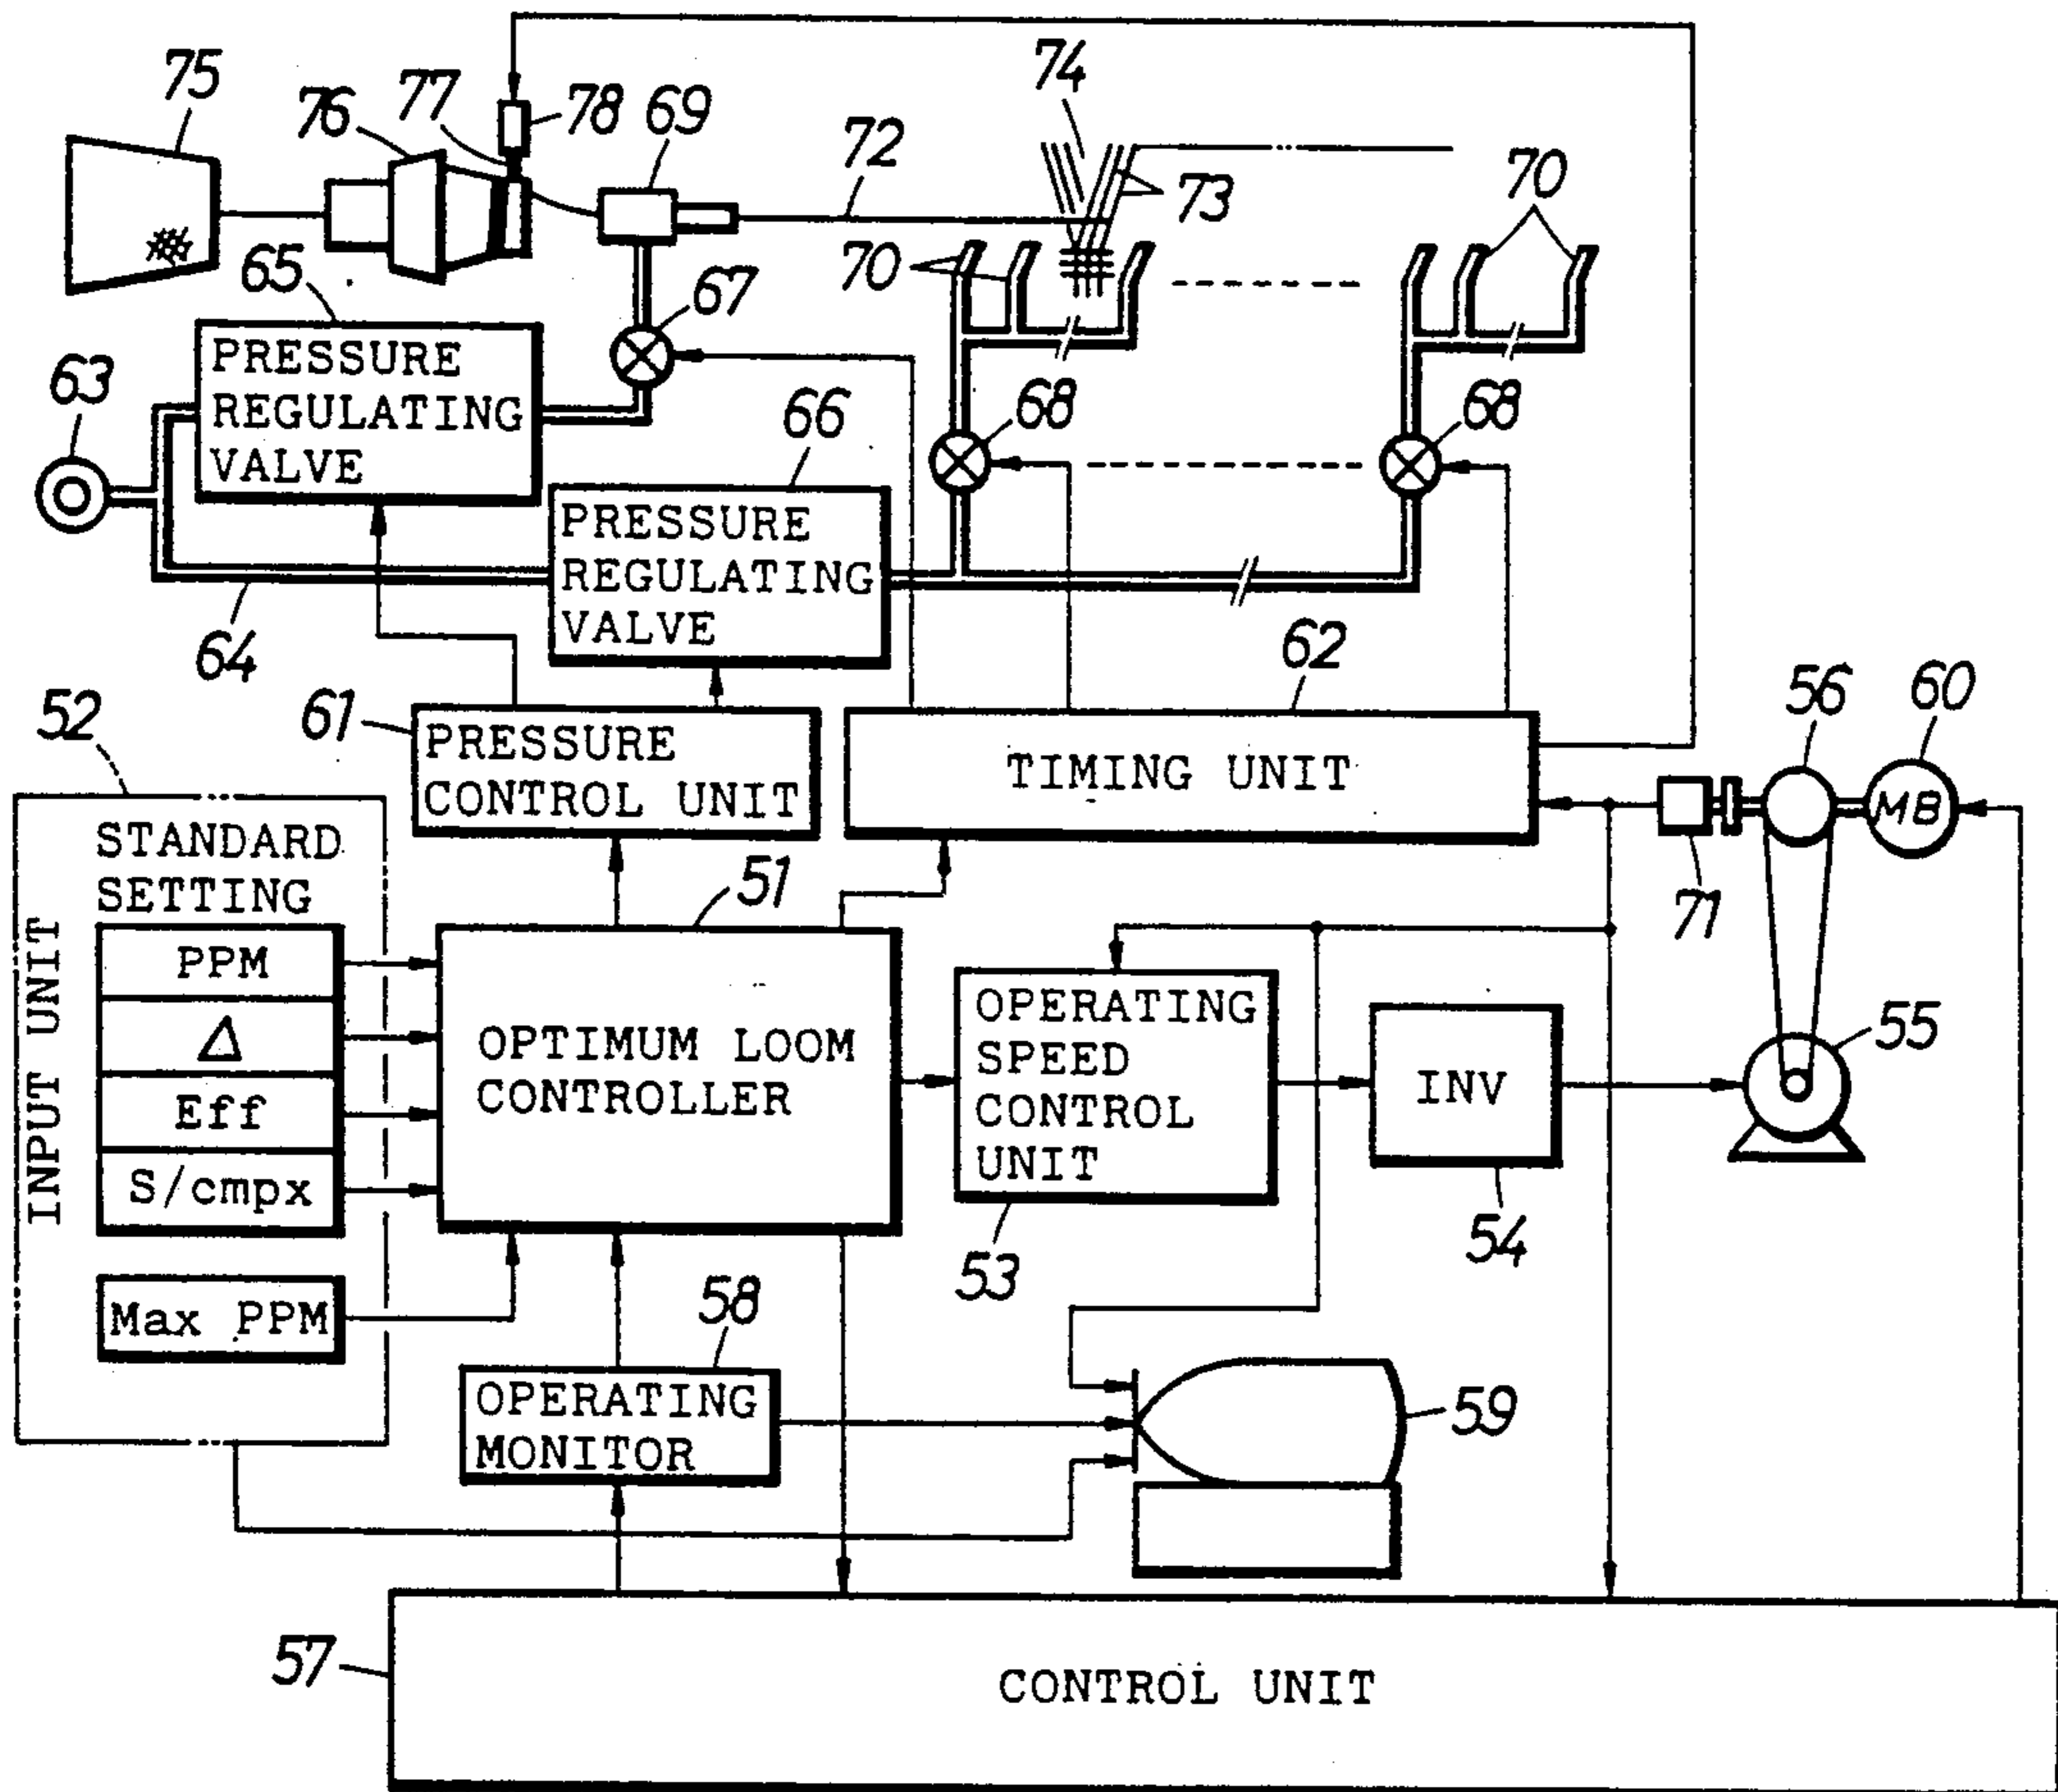 74
75
76
77
78
69
72
73
70
70
65
67
63
PRESSURE
REGULATING
VALVE
66
68
68
PRESSURE
REGULATING
VALVE
64
62
56
60
52
61
PRESSURE
CONTROL UNIT
TIMING UNIT
MB
STANDARD
SETTING
51
71
INPUT UNIT
PPM
Δ
Eff
S/cmpx
OPTIMUM LOOM
CONTROLLER
OPERATING
SPEED
CONTROL
UNIT
INV
55
53
54
Max PPM
58
OPERATING
MONITOR
59
57
CONTROL UNIT